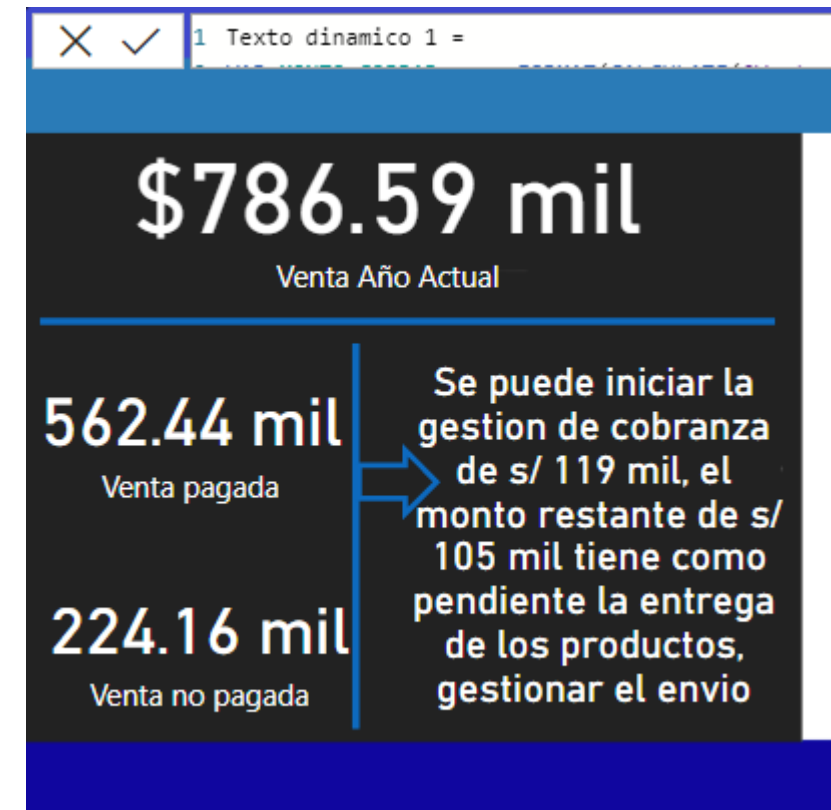 1 Texto dinamico 1 =
$786.59 mil
Venta Año Actual
562.44 mil
Venta pagada
224.16 mil
Venta no pagada
Se puede iniciar la
gestion de cobranza
de s/ 119 mil, el
monto restante de s/
105 mil tiene como
pendiente la entrega
de los productos,
gestionar el envio